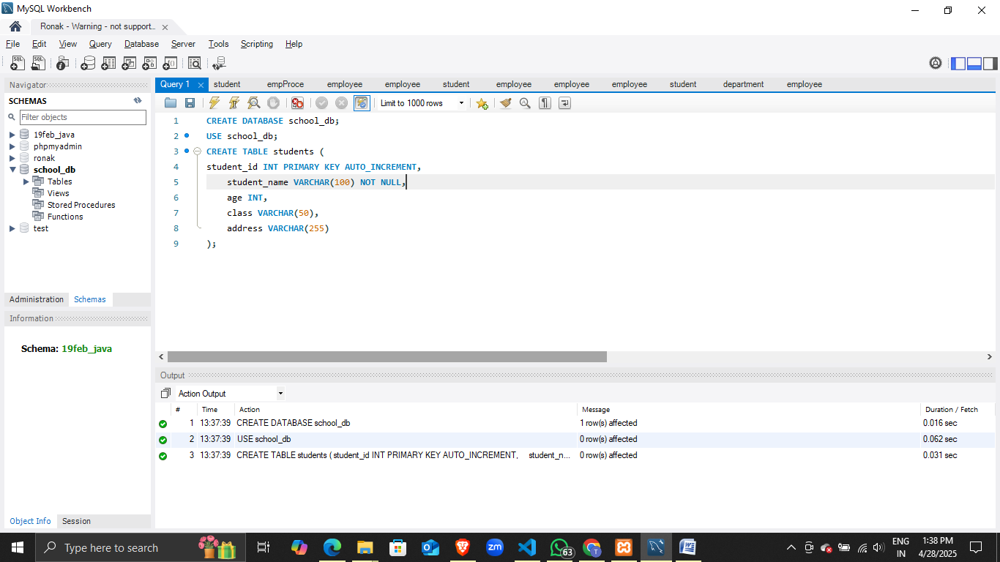 MySQL Workbench
Ronak - Warning - not support...
File Edit View Query Database Server Tools Scripting Help
Navigator
SCHEMAS
Filter objects
19feb_java
phpmyadmin
ronak
school_db
Tables
Views
Stored Procedures
Functions
test
Administration Schemas
Information
Schema: 19feb_java
Object Info Session
Query 1 student empProce employee employee student employee employee employee student department employee
Limit to 1000 rows
1 CREATE DATABASE school_db;
2 USE school_db;
3 CREATE TABLE students (
4 student_id INT PRIMARY KEY AUTO_INCREMENT,
5 student_name VARCHAR(100) NOT NULL,
6 age INT,
7 class VARCHAR(50),
8 address VARCHAR(255)
9 );
Output
Action Output
# Time Action Message Duration / Fetch
1 13:37:39 CREATE DATABASE school_db 1 row(s) affected 0.016 sec
2 13:37:39 USE school_db 0 row(s) affected 0.062 sec
3 13:37:39 CREATE TABLE students ( student_id INT PRIMARY KEY AUTO_INCREMENT, student_n... 0 row(s) affected 0.031 sec
Type here to search
zm
63
T
ENG
IN
1:38 PM
4/28/2025